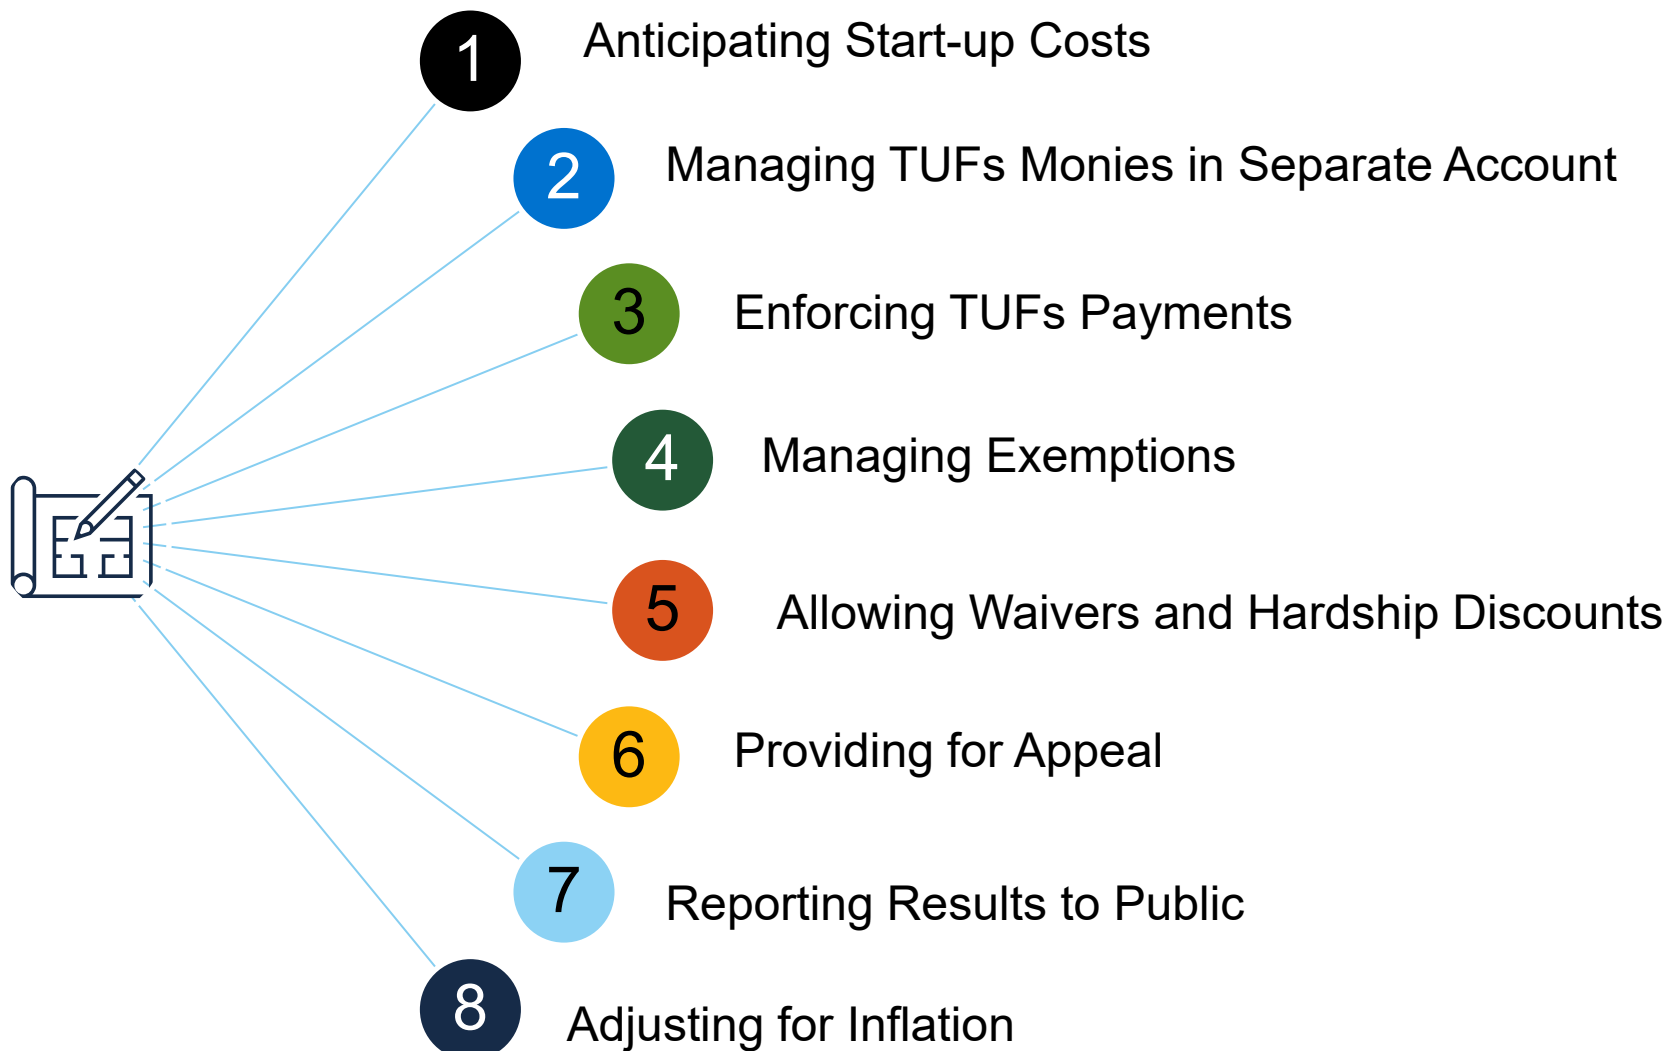 1 Anticipating Start-up Costs
2 Managing TUFs Monies in Separate Account
3 Enforcing TUFs Payments
4 Managing Exemptions
5 Allowing Waivers and Hardship Discounts
6 Providing for Appeal
7 Reporting Results to Public
8 Adjusting for Inflation